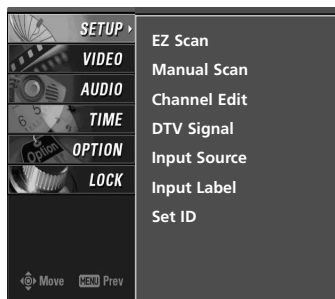 SETUP
VIDEO
AUDIO
TIME
OPTION
LOCK
Move MENU Prev
EZ Scan
Manual Scan
Channel Edit
DTV Signal
Input Source
Input Label
Set ID